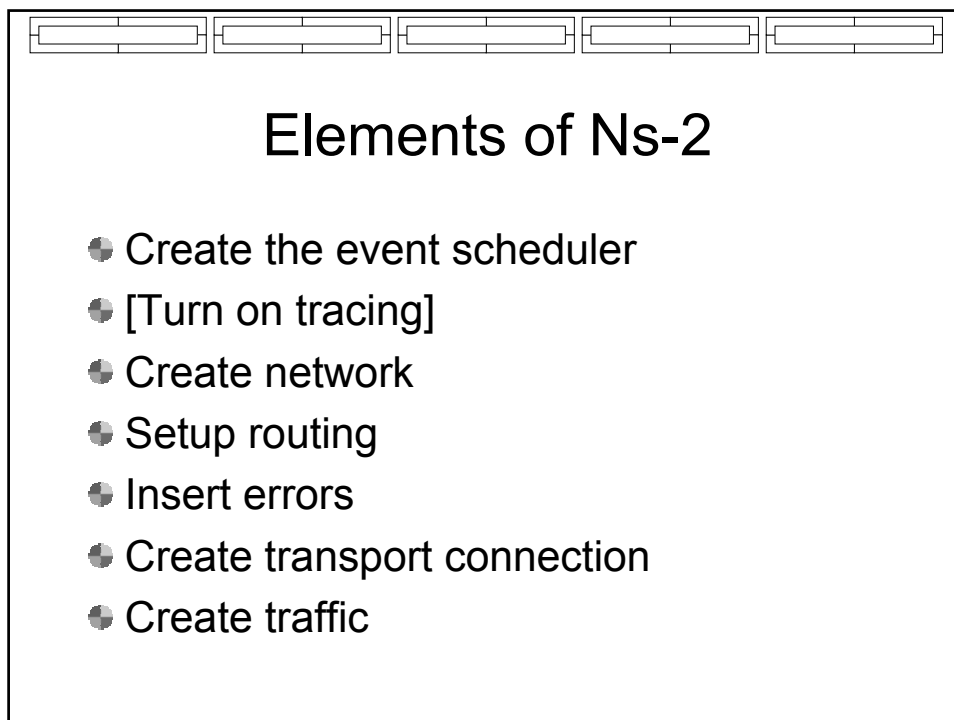 Elements of Ns-2
Create the event scheduler
[Turn on tracing]
Create network
Setup routing
Insert errors
Create transport connection
Create traffic